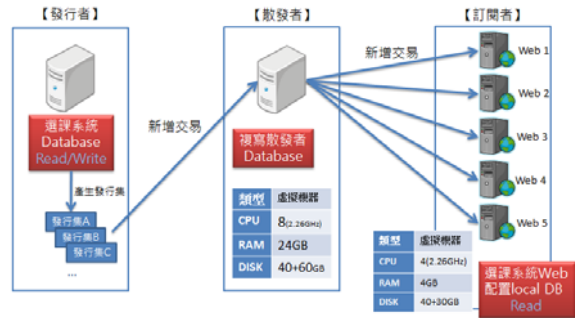 【發行者】
選課系統
Database
Read/Write
產生發行集
發行集A
發行集B
發行集C
...
新增交易
【散發者】
複寫散發者
Database
類型 虛擬機器
CPU 8(2.26GHz)
RAM 24GB
DISK 40+60GB
新增交易
【訂閱者】
Web 1
Web 2
Web 3
Web 4
Web 5
類型 虛擬機器
CPU 4(2.26GHz)
RAM 4GB
DISK 40+30GB
選課系統Web
配置local DB
Read